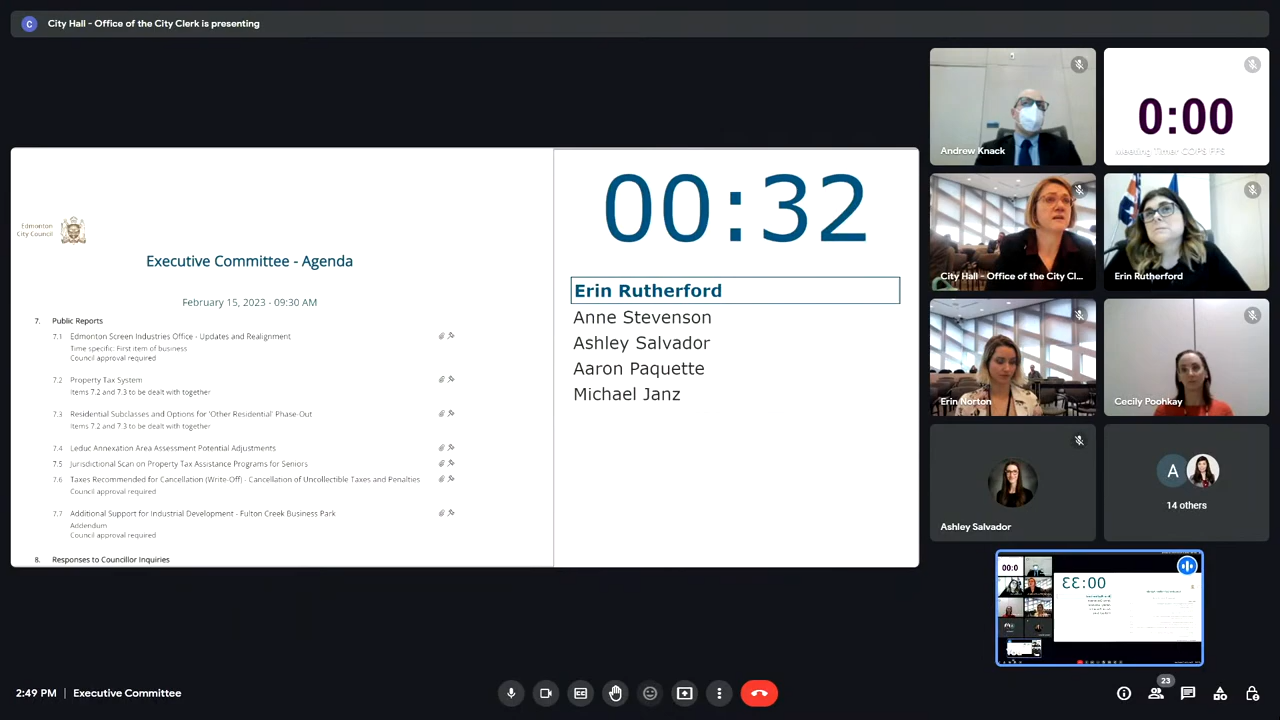 C City Hall - Office of the City Clerk is presenting
Edmonton
City Council
Executive Committee - Agenda
February 15, 2023 - 09:30 AM
7. Public Reports
7.1 Edmonton Screen Industries Office - Updates and Realignment
Time specific: First item of business
Council approval required
7.2 Property Tax System
Items 7.2 and 7.3 to be dealt with together
7.3 Residential Subclasses and Options for 'Other Residential' Phase-Out
Items 7.2 and 7.3 to be dealt with together
7.4 Leduc Annexation Area Assessment Potential Adjustments
7.5 Jurisdictional Scan on Property Tax Assistance Programs for Seniors
7.6 Taxes Recommended for Cancellation (Write-Off) - Cancellation of Uncollectible Taxes and Penalties
Council approval required
7.7 Additional Support for Industrial Development - Fulton Creek Business Park
Addendum
Council approval required
8. Responses to Councillor Inquiries
00:32
Erin Rutherford
Anne Stevenson
Ashley Salvador
Aaron Paquette
Michael Janz
Andrew Knack
0:00
Meeting Timer COPS FPS
City Hall - Office of the City Cl...
Erin Rutherford
Erin Norton
Cecily Poohkay
Ashley Salvador
A
14 others
00:0
00:33
2:49 PM | Executive Committee
CC
23